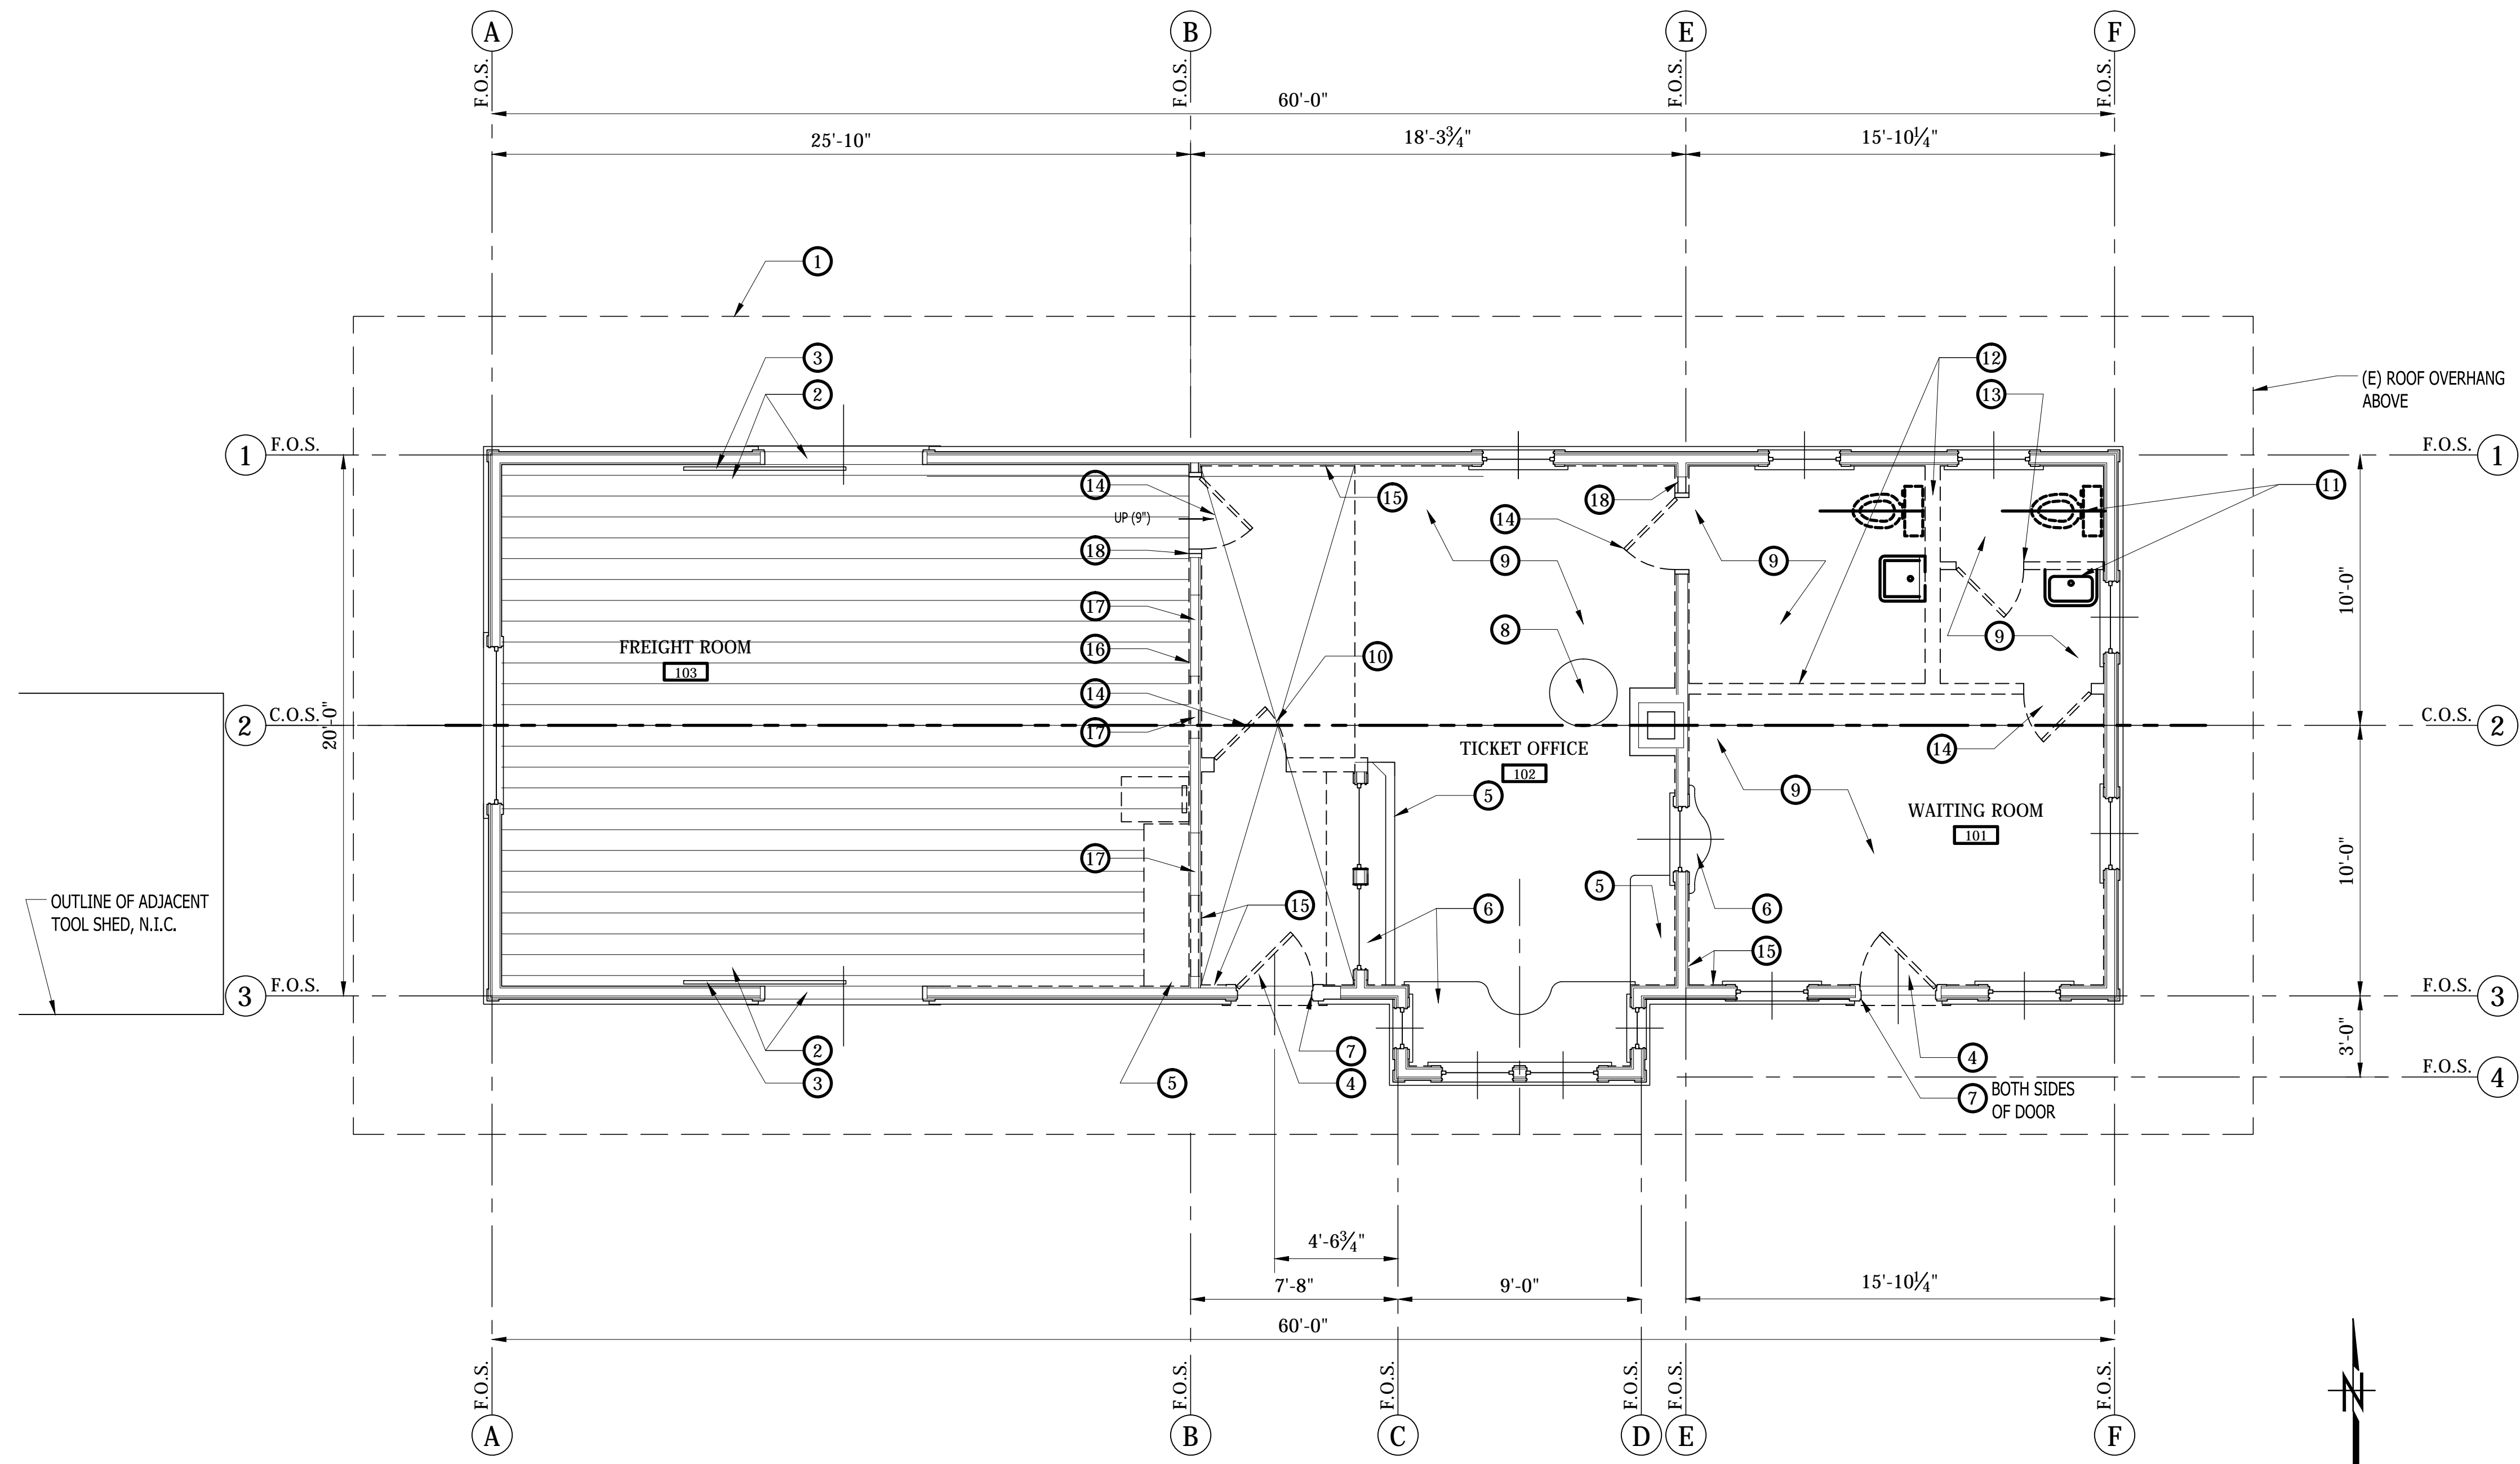 A B E F
F.O.S. F.O.S. F.O.S. F.O.S.
60'-0"
25'-10" 18'-3¾" 15'-10¼"
1
3
2
12
13
(E) ROOF OVERHANG
ABOVE
1 F.O.S.
F.O.S. 1
14
15
18
14
11
UP (9")
18
9
9
10'-0"
17
8
9
16
FREIGHT ROOM
103
10
14
2 C.O.S.
20'-0"
17
TICKET OFFICE
102
14
C.O.S. 2
5
9
WAITING ROOM
101
17
10'-0"
5
OUTLINE OF ADJACENT
TOOL SHED, N.I.C.
15
6
6
15
3 F.O.S.
F.O.S. 3
3'-0"
2
7
4
3
5
4
F.O.S. 4
7 BOTH SIDES
OF DOOR
4'-6¾"
7'-8" 9'-0" 15'-10¼"
60'-0"
F.O.S. F.O.S. F.O.S. F.O.S. F.O.S. F.O.S.
A B C D E F
N